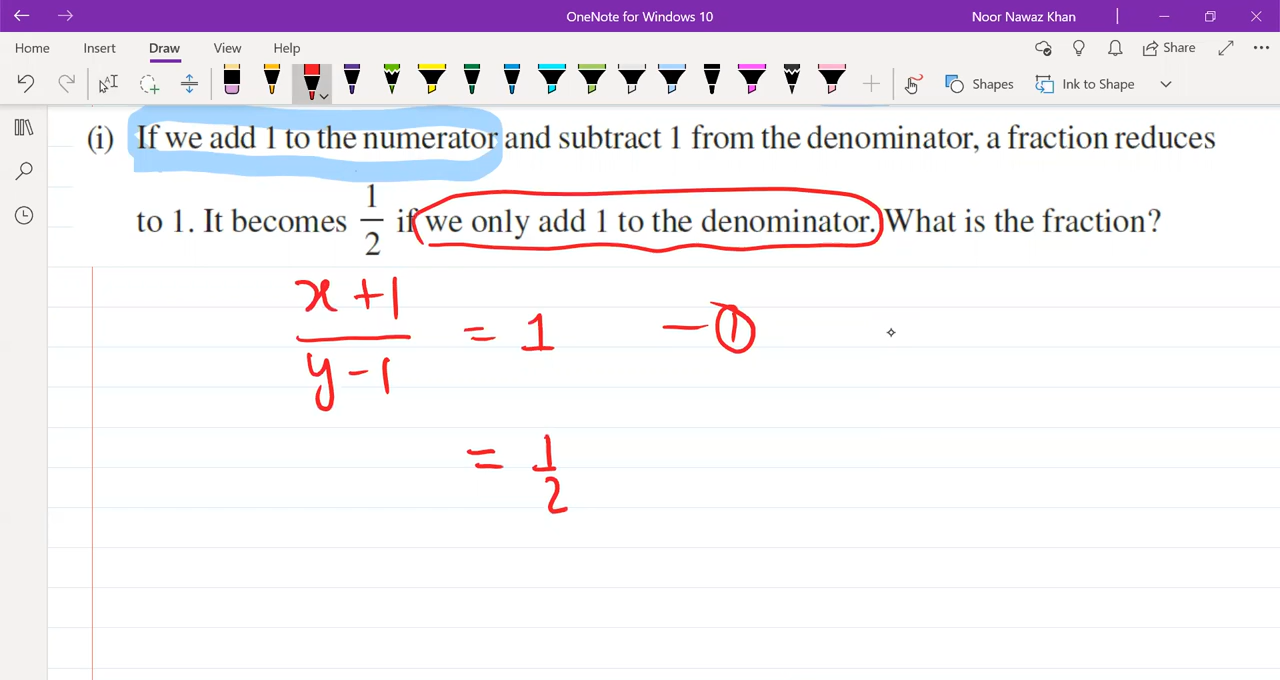 OneNote for Windows 10
Noor Nawaz Khan
Home Insert Draw View Help
Share
Shapes Ink to Shape
(i) If we add 1 to the numerator and subtract 1 from the denominator, a fraction reduces
to 1. It becomes 1/2 if we only add 1 to the denominator. What is the fraction?
x + 1
= 1 — ①
y - 1
= 1/2